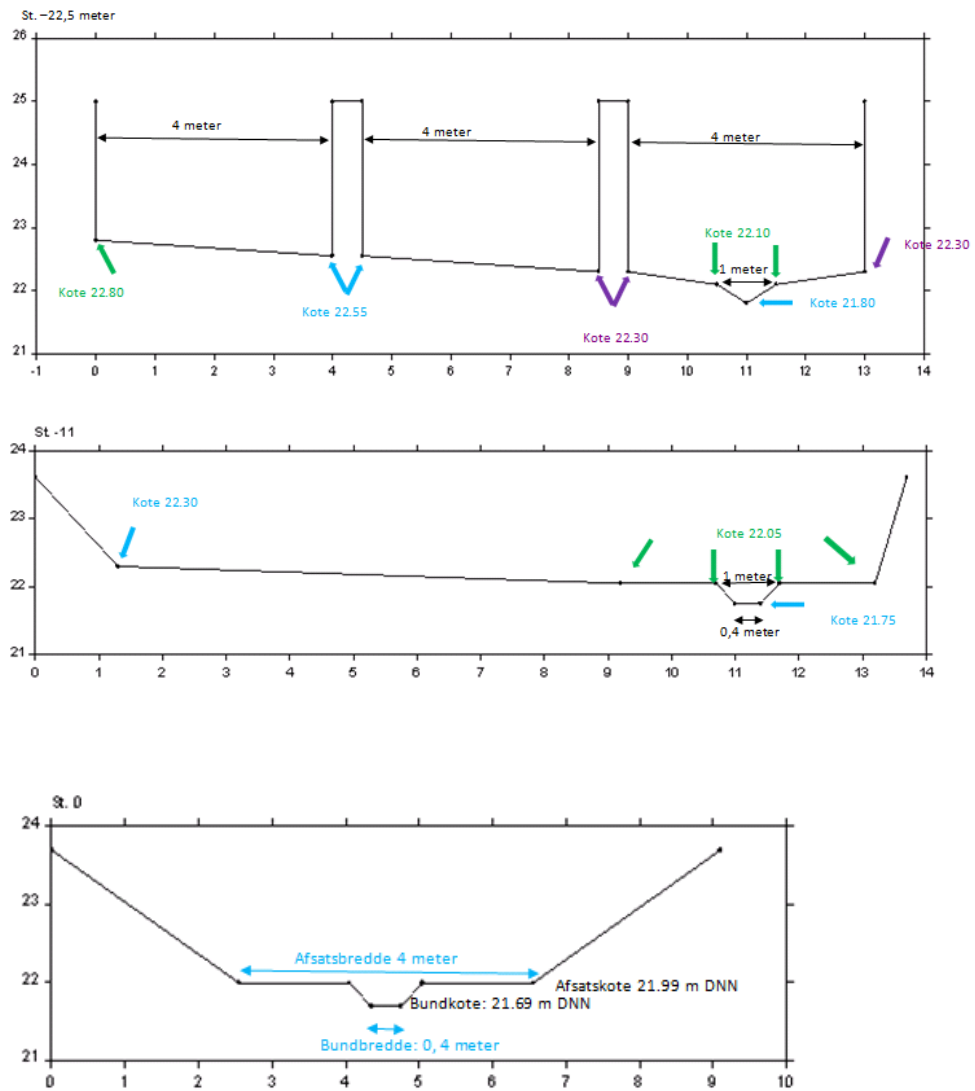 St. –22,5 meter
26
25
4 meter
4 meter
4 meter
24
23
Kote 22.10
Kote 22.30
1 meter
Kote 22.80
22
Kote 22.55
Kote 21.80
Kote 22.30
21
-1 0 1 2 3 4 5 6 7 8 9 10 11 12 13 14
St. -11
24
Kote 22.30
23
Kote 22.05
1 meter
22
Kote 21.75
0,4 meter
21
0 1 2 3 4 5 6 7 8 9 10 11 12 13 14
St. 0
24
23
Afsatsbredde 4 meter
22
Afsatskote 21.99 m DNN
Bundkote: 21.69 m DNN
Bundbredde: 0, 4 meter
21
0 1 2 3 4 5 6 7 8 9 10